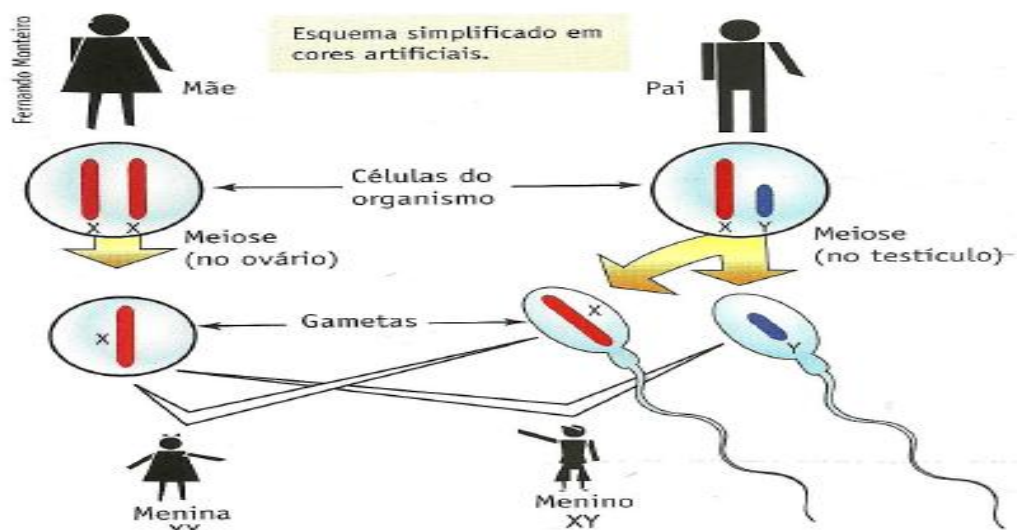 Fernando Monteiro
Esquema simplificado em
cores artificiais.
Mãe
Pai
Células do
organismo
X X
X Y
Meiose
(no ovário)
Meiose
(no testículo)
X
Gametas
X
Y
Menina
XX
Menino
XY